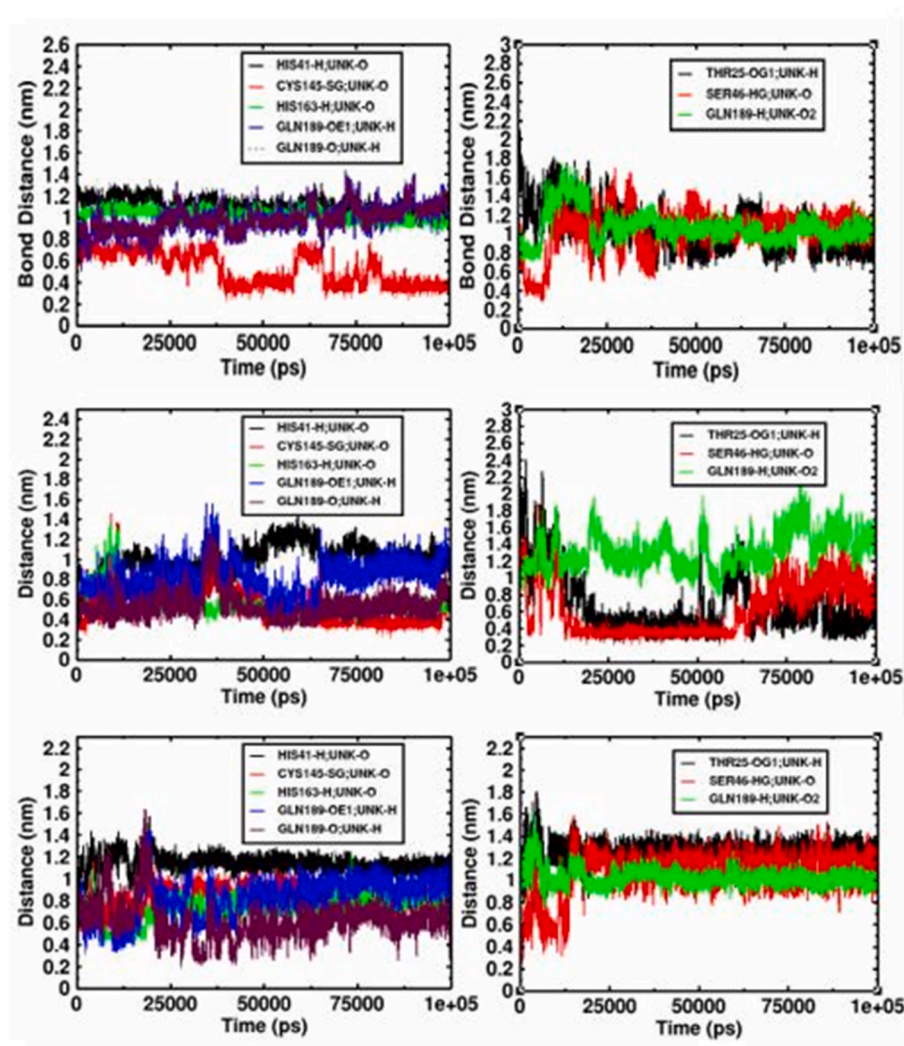 Bond Distance (nm)
2.6
2.4
2.2
2
1.8
1.6
1.4
1.2
1
0.8
0.6
0.4
0.2
0
HIS41-H;UNK-O
CYS145-SG;UNK-O
HIS163-H;UNK-O
GLN189-OE1;UNK-H
GLN189-O;UNK-H
0 25000 50000 75000 1e+05
Time (ps)
Bond Distance (nm)
3
2.8
2.6
2.4
2.2
2
1.8
1.6
1.4
1.2
1
0.8
0.6
0.4
0.2
0
THR25-OG1;UNK-H
SER46-HG;UNK-O
GLN189-H;UNK-O2
0 25000 50000 75000 1e+05
Time (ps)
Distance (nm)
2.4
2.2
2
1.8
1.6
1.4
1.2
1
0.8
0.6
0.4
0.2
0
HIS41-H;UNK-O
CYS145-SG;UNK-O
HIS163-H;UNK-O
GLN189-OE1;UNK-H
GLN189-O;UNK-H
0 25000 50000 75000 1e+05
Time (ps)
Distance (nm)
3
2.8
2.6
2.4
2.2
2
1.8
1.6
1.4
1.2
1
0.8
0.6
0.4
0.2
0
THR25-OG1;UNK-H
SER46-HG;UNK-O
GLN189-H;UNK-O2
0 25000 50000 75000 1e+05
Time (ps)
Distance (nm)
2.2
2
1.8
1.6
1.4
1.2
1
0.8
0.6
0.4
0.2
0
HIS41-H;UNK-O
CYS145-SG;UNK-O
HIS163-H;UNK-O
GLN189-OE1;UNK-H
GLN189-O;UNK-H
0 25000 50000 75000 1e+05
Time (ps)
Distance (nm)
2.2
2
1.8
1.6
1.4
1.2
1
0.8
0.6
0.4
0.2
0
THR25-OG1;UNK-H
SER46-HG;UNK-O
GLN189-H;UNK-O2
0 25000 50000 75000 1e+05
Time (ps)